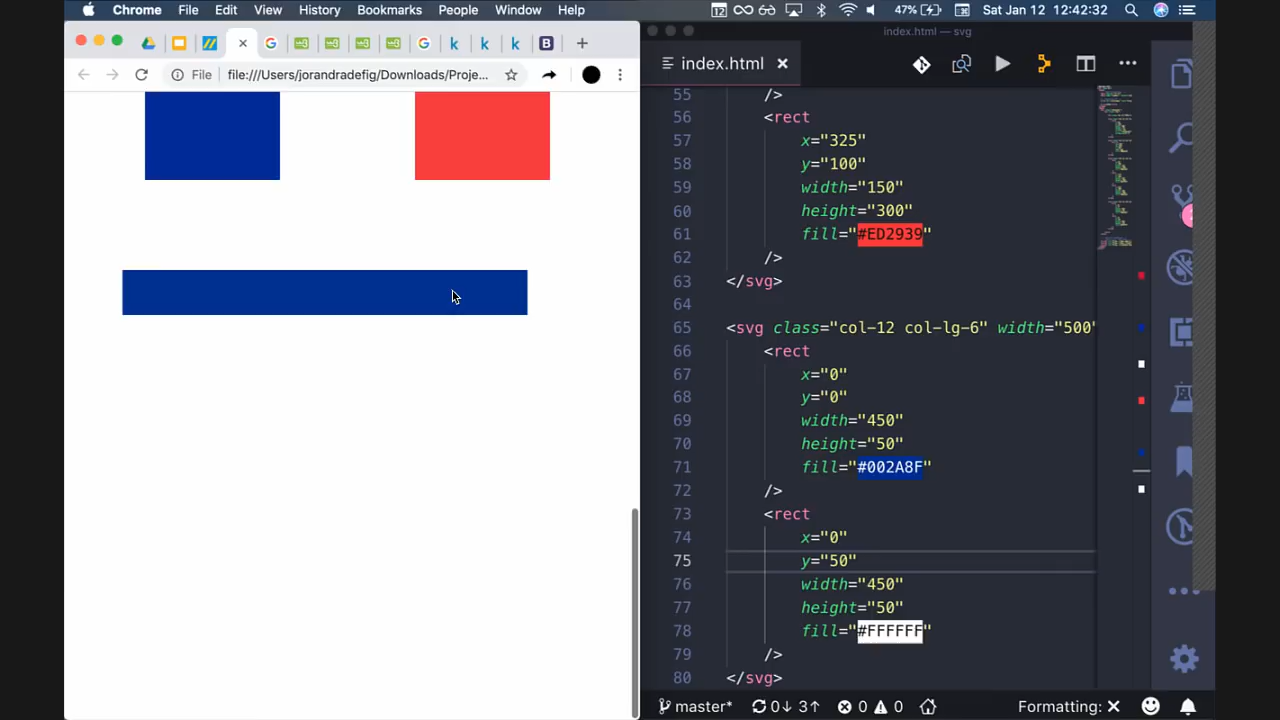 Chrome File Edit View History Bookmarks People Window Help 12 47% Sat Jan 12 12:42:32
index.html — svg
index.html
File file:///Users/jorandradefig/Downloads/Proje...
55 />
56 <rect
57 x="325"
58 y="100"
59 width="150"
60 height="300"
61 fill="#ED2939"
62 />
63 </svg>
64
65 <svg class="col-12 col-lg-6" width="500"
66 <rect
67 x="0"
68 y="0"
69 width="450"
70 height="50"
71 fill="#002A8F"
72 />
73 <rect
74 x="0"
75 y="50"
76 width="450"
77 height="50"
78 fill="#FFFFFF"
79 />
80 </svg>
master* 0↓ 3↑ 0 0 Formatting: ✕